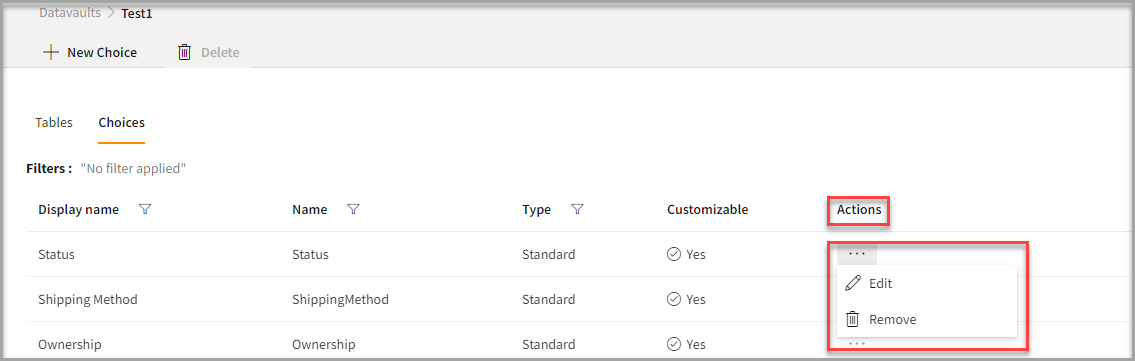 Datavaults > Test1
New Choice Delete
Tables Choices
Filters : "No filter applied"
Display name Name Type Customizable Actions
Status Status Standard Yes ...
Edit
Shipping Method ShippingMethod Standard Yes
Remove
Ownership Ownership Standard Yes ...